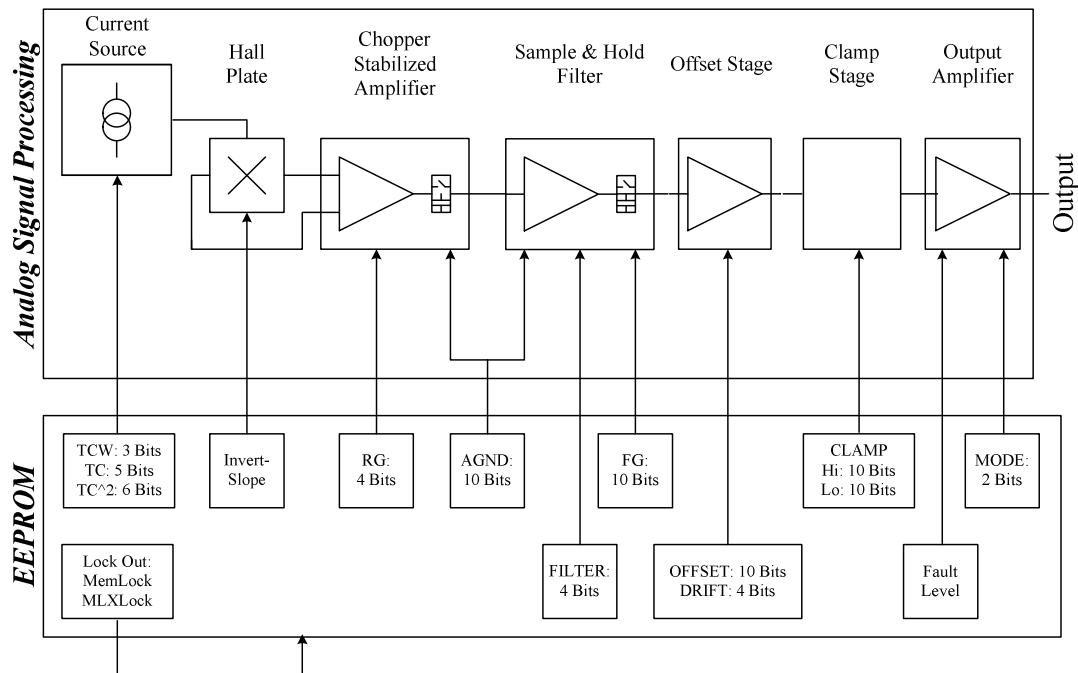 Current
Source
Hall
Plate
Chopper
Stabilized
Amplifier
Sample & Hold
Filter
Offset Stage
Clamp
Stage
Output
Amplifier
Analog Signal Processing
Output
EEPROM
TCW: 3 Bits
TC: 5 Bits
TC^2: 6 Bits
Invert-
Slope
RG:
4 Bits
AGND:
10 Bits
FG:
10 Bits
CLAMP
Hi: 10 Bits
Lo: 10 Bits
MODE:
2 Bits
Lock Out:
MemLock
MLXLock
FILTER:
4 Bits
OFFSET: 10 Bits
DRIFT: 4 Bits
Fault
Level